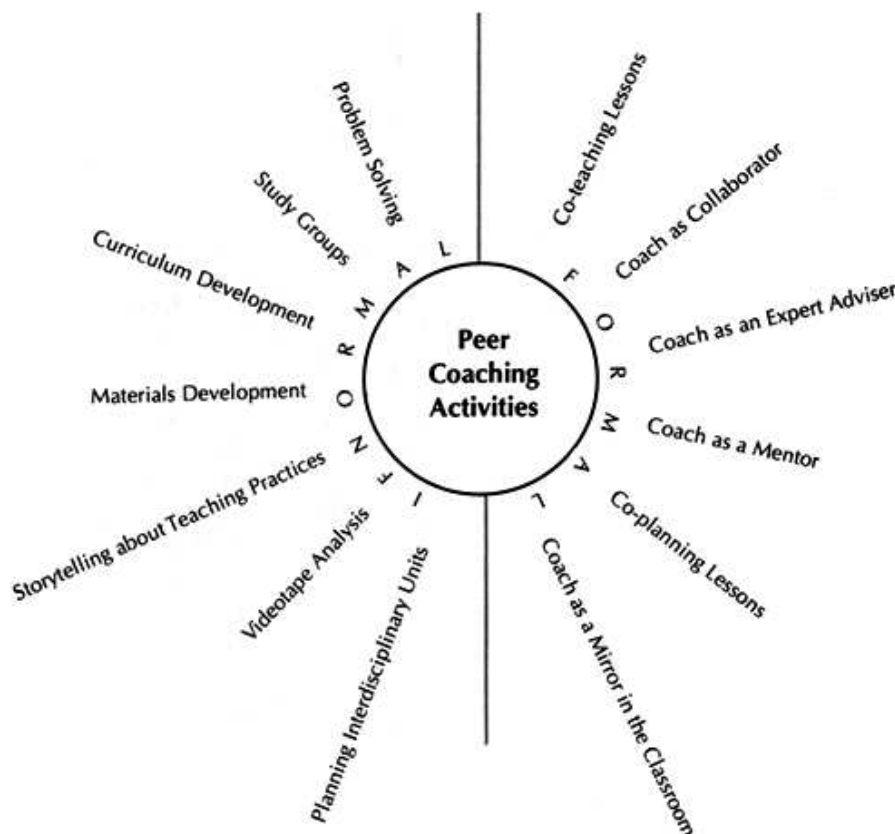 Peer
Coaching
Activities
INFORMAL
Problem Solving
Study Groups
Curriculum Development
Materials Development
Storytelling about Teaching Practices
Videotape Analysis
Planning Interdisciplinary Units
FORMAL
Co-teaching Lessons
Coach as Collaborator
Coach as an Expert Adviser
Coach as a Mentor
Co-planning Lessons
Coach as a Mirror in the Classroom